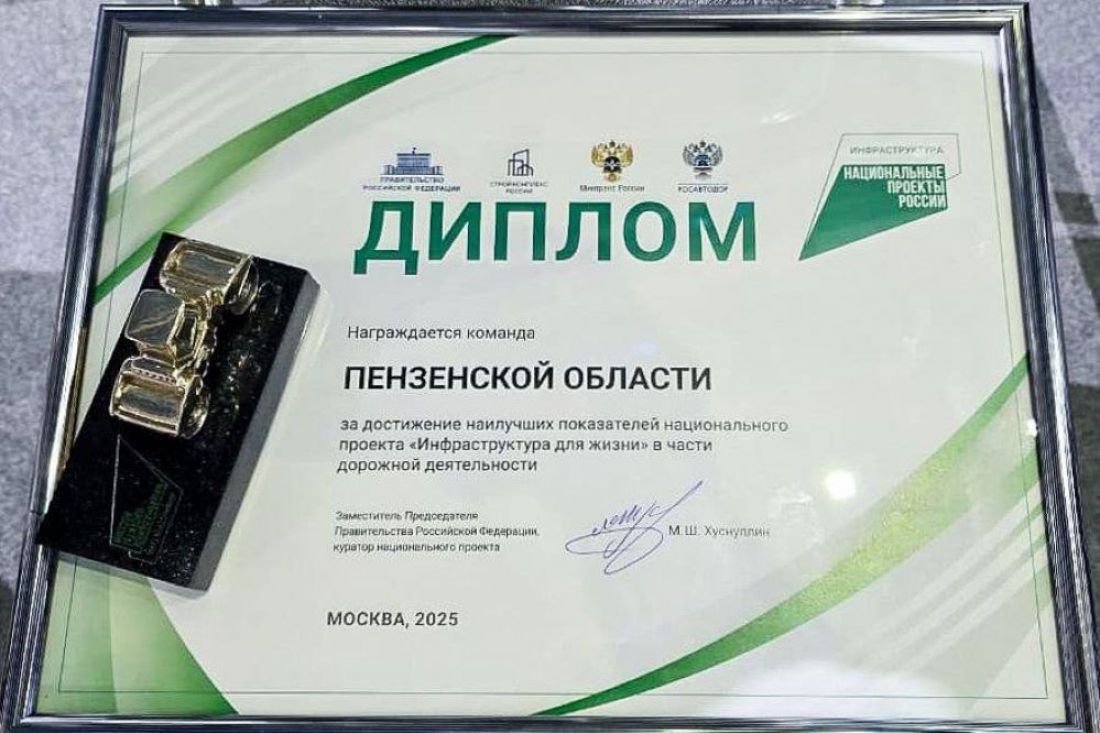 ПРАВИТЕЛЬСТВО
РОССИЙСКОЙ ФЕДЕРАЦИИ
СТРОЙКОМПЛЕКС
РОССИИ
Минтранс России
РОСАВТОДОР
ИНФРАСТРУКТУРА
НАЦИОНАЛЬНЫЕ
ПРОЕКТЫ
РОССИИ
ДИПЛОМ
Награждается команда
ПЕНЗЕНСКОЙ ОБЛАСТИ
за достижение наилучших показателей национального
проекта «Инфраструктура для жизни» в части
дорожной деятельности
Заместитель Председателя
Правительства Российской Федерации,
куратор национального проекта
М.Ш. Хуснуллин
МОСКВА, 2025